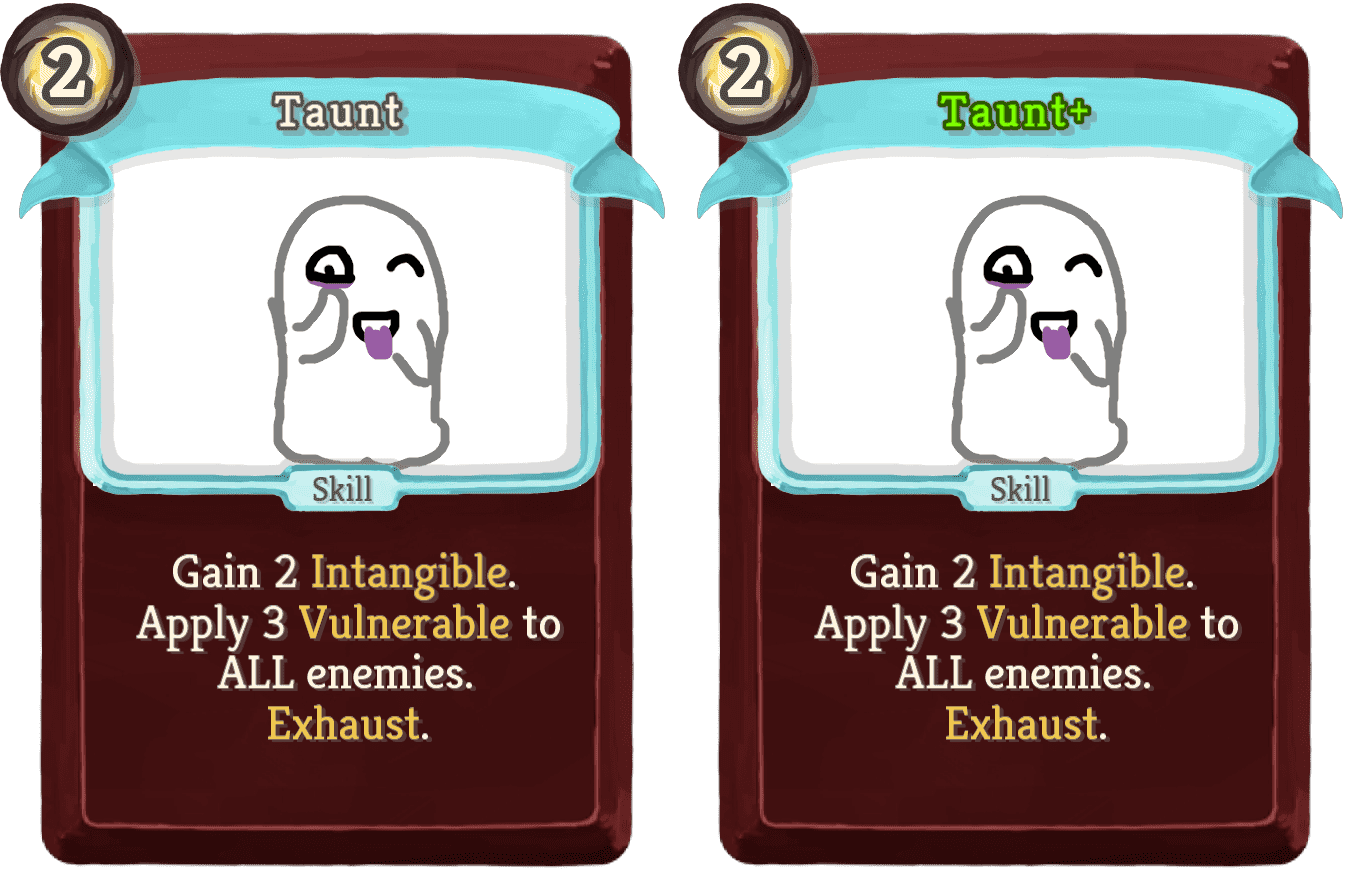 2
Taunt
Skill
Gain 2 Intangible.
Apply 3 Vulnerable to
ALL enemies.
Exhaust.
2
Taunt+
Skill
Gain 2 Intangible.
Apply 3 Vulnerable to
ALL enemies.
Exhaust.